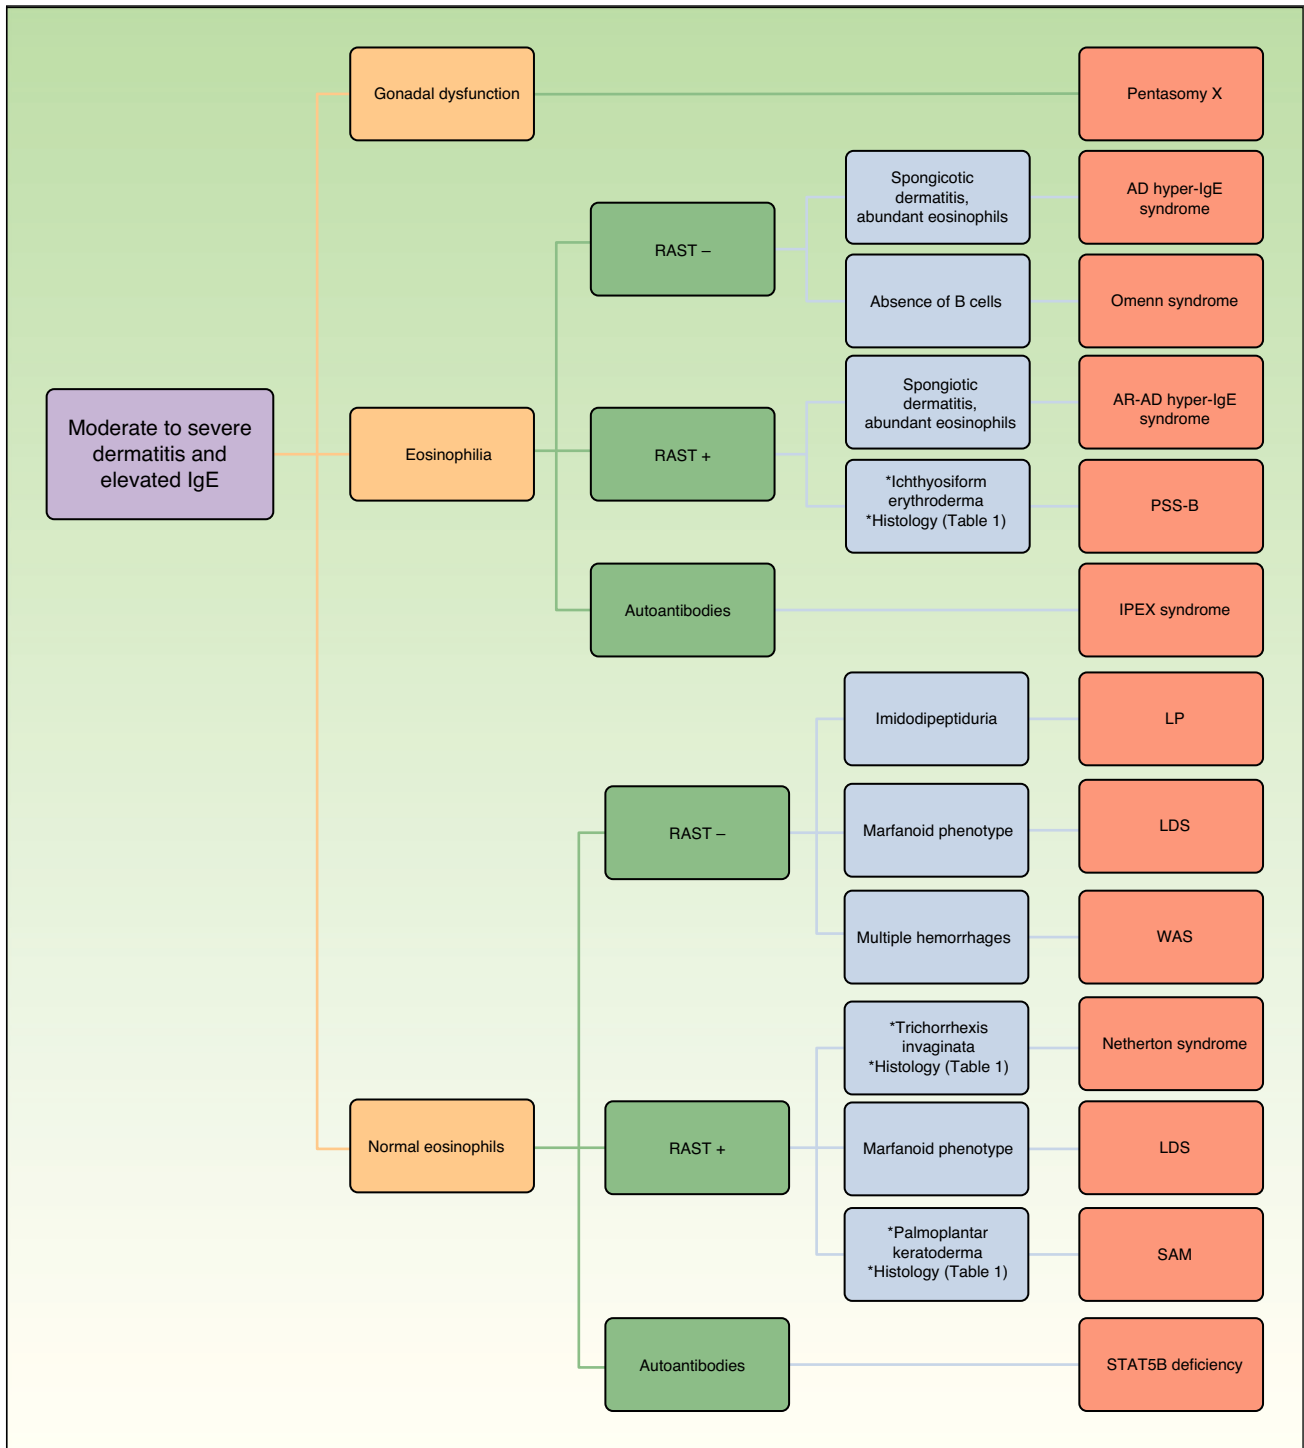 Gonadal dysfunction
Pentasomy X
Spongicotic
dermatitis,
abundant eosinophils
AD hyper-IgE
syndrome
RAST –
Absence of B cells
Omenn syndrome
Moderate to severe
dermatitis and
elevated IgE
Eosinophilia
RAST +
Spongiotic
dermatitis,
abundant eosinophils
AR-AD hyper-IgE
syndrome
*Ichthyosiform
erythroderma
*Histology (Table 1)
PSS-B
Autoantibodies
IPEX syndrome
Imidodipeptiduria
LP
RAST –
Marfanoid phenotype
LDS
Multiple hemorrhages
WAS
*Trichorrhexis
invaginata
*Histology (Table 1)
Netherton syndrome
Normal eosinophils
RAST +
Marfanoid phenotype
LDS
*Palmoplantar
keratoderma
*Histology (Table 1)
SAM
Autoantibodies
STAT5B deficiency